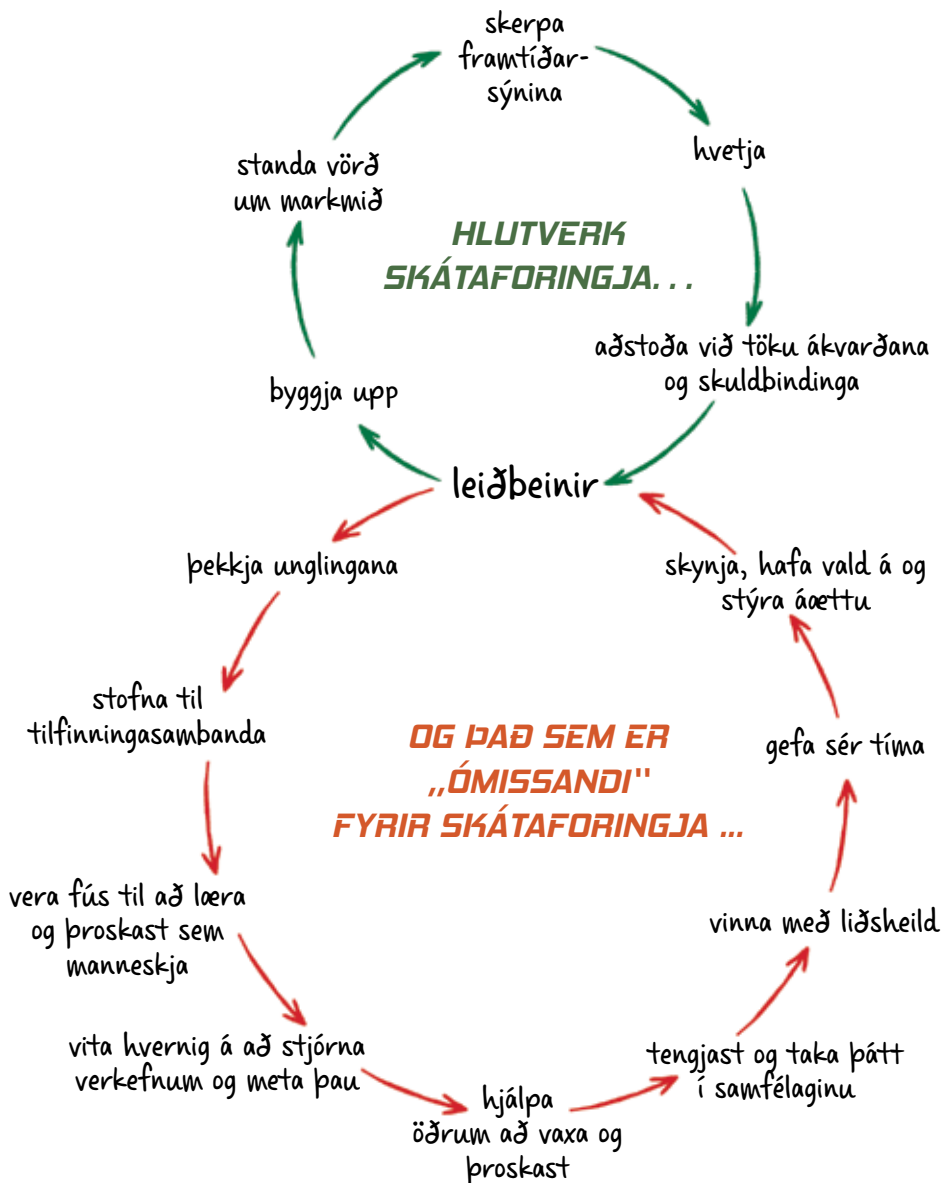 skerpa
framtíðar-
sýnina
hvetja
standa vörð
um markmið
HLUTVERK
SKÁTAFORINGJA...
aðstoða við töku ákvarðana
og skuldbindinga
byggja upp
leiðbeinir
þekkja unglingana
skynja, hafa vald á og
stýra áættu
stofna til
tilfinningasambanda
OG ÞAÐ SEM ER
„ÓMISSANDI"
FYRIR SKÁTAFORINGJA ...
gefa sér tíma
vera fús til að læra
og þroskast sem
manneskja
vinna með liðsheild
vita hvernig á að stjórna
verkefnum og meta þau
tengjast og taka þátt
í samfélaginu
hjálpa
öðrum að vaxa og
þroskast